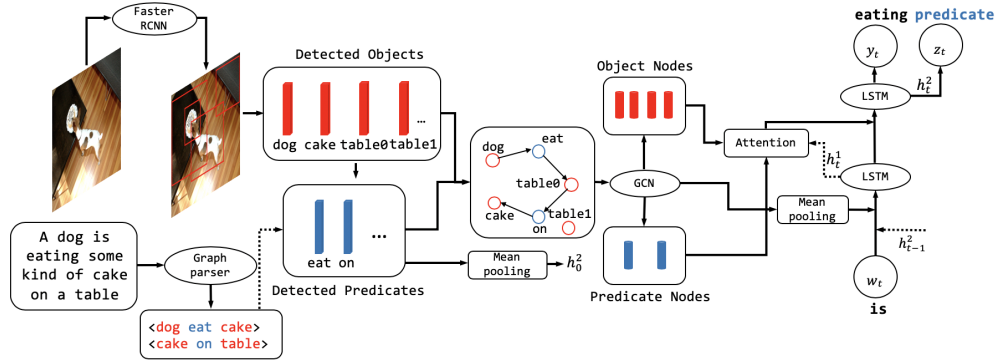 Faster
RCNN
Detected Objects
dog cake table0 table1
...
eat on
...
Detected Predicates
A dog is
eating some
kind of cake
on a table
Graph
parser
<dog eat cake>
<cake on table>
dog
eat
table0
cake
on
table1
Mean
pooling
h_0^2
GCN
Object Nodes
Predicate Nodes
Attention
Mean
pooling
eating predicate
y_t
z_t
LSTM
h_t^2
h_t^1
LSTM
h_{t-1}^2
w_t
is